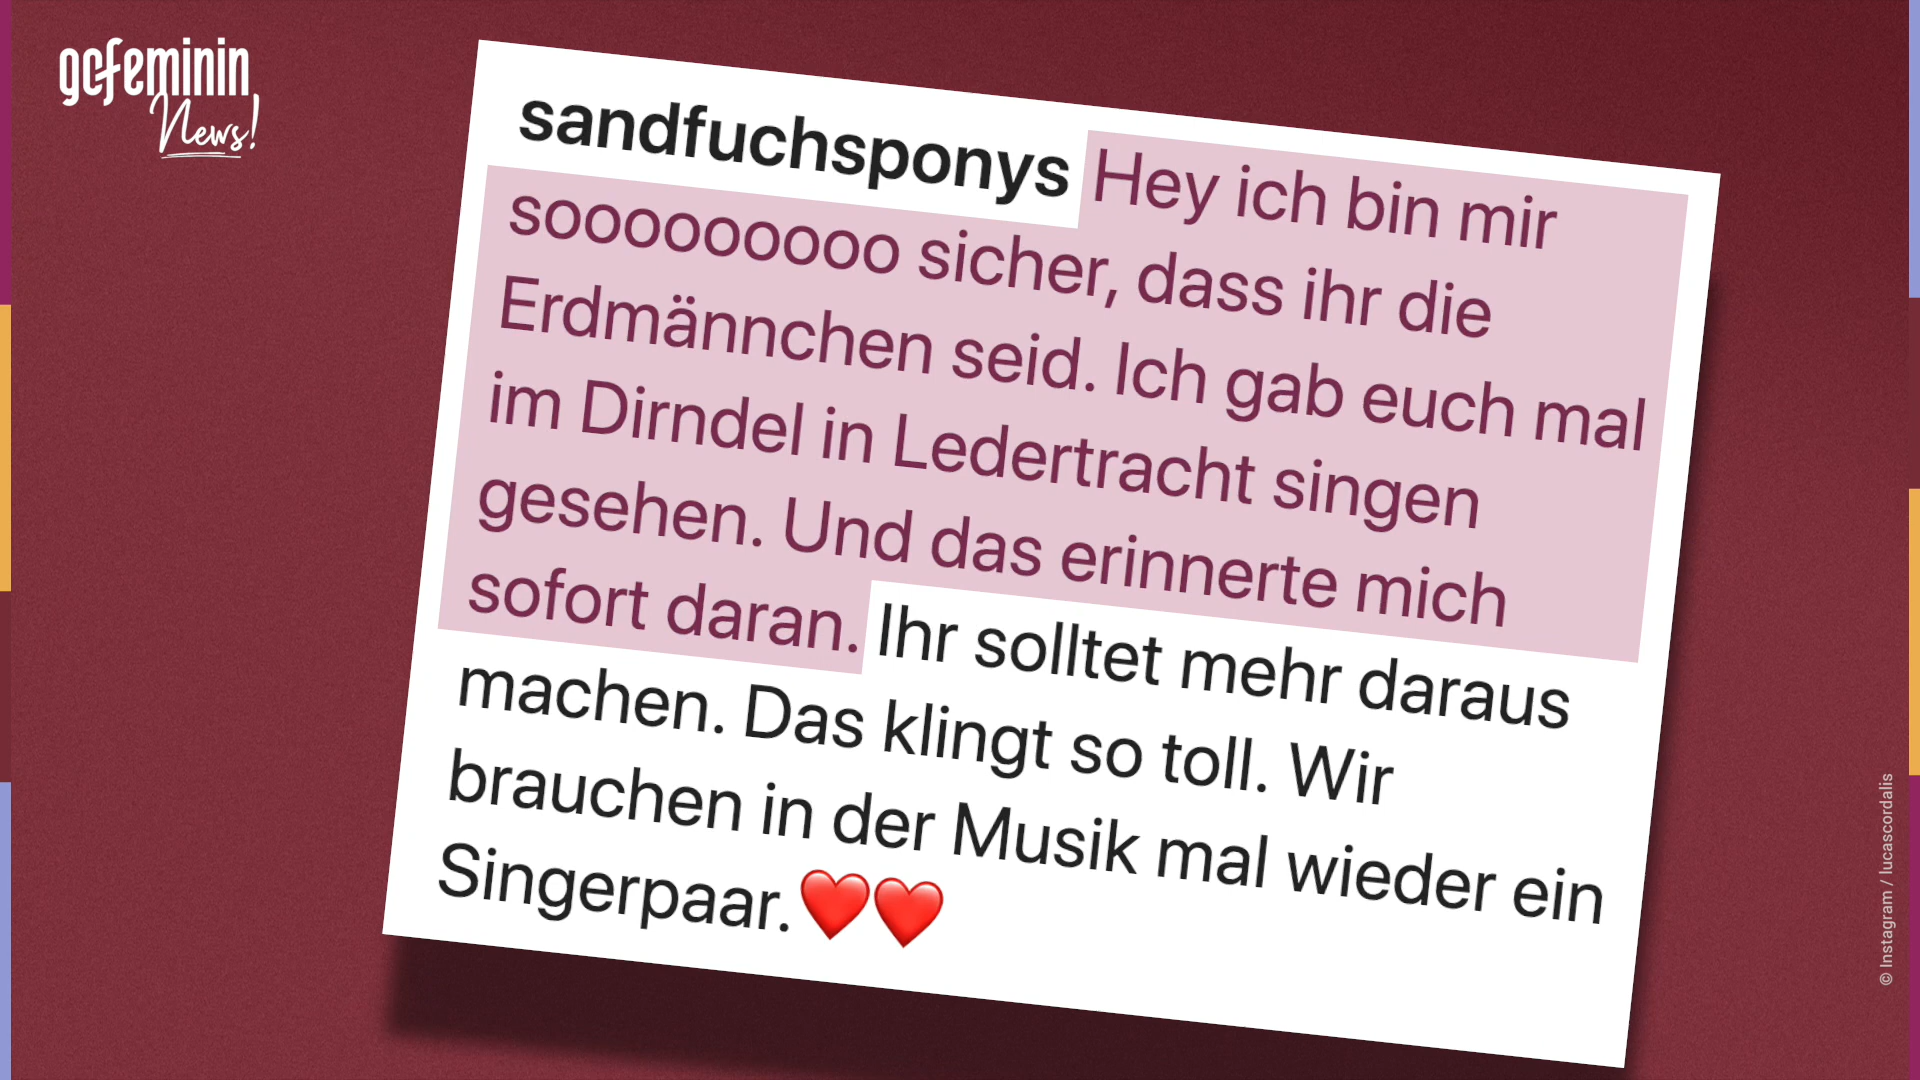 gofeminin
News!
sandfuchsponys Hey ich bin mir
sooooooooo sicher, dass ihr die
Erdmännchen seid. Ich gab euch mal
im Dirndel in Ledertracht singen
gesehen. Und das erinnerte mich
sofort daran. Ihr solltet mehr daraus
machen. Das klingt so toll. Wir
brauchen in der Musik mal wieder ein
Singerpaar.❤️❤️
© Instagram / lucascordalis